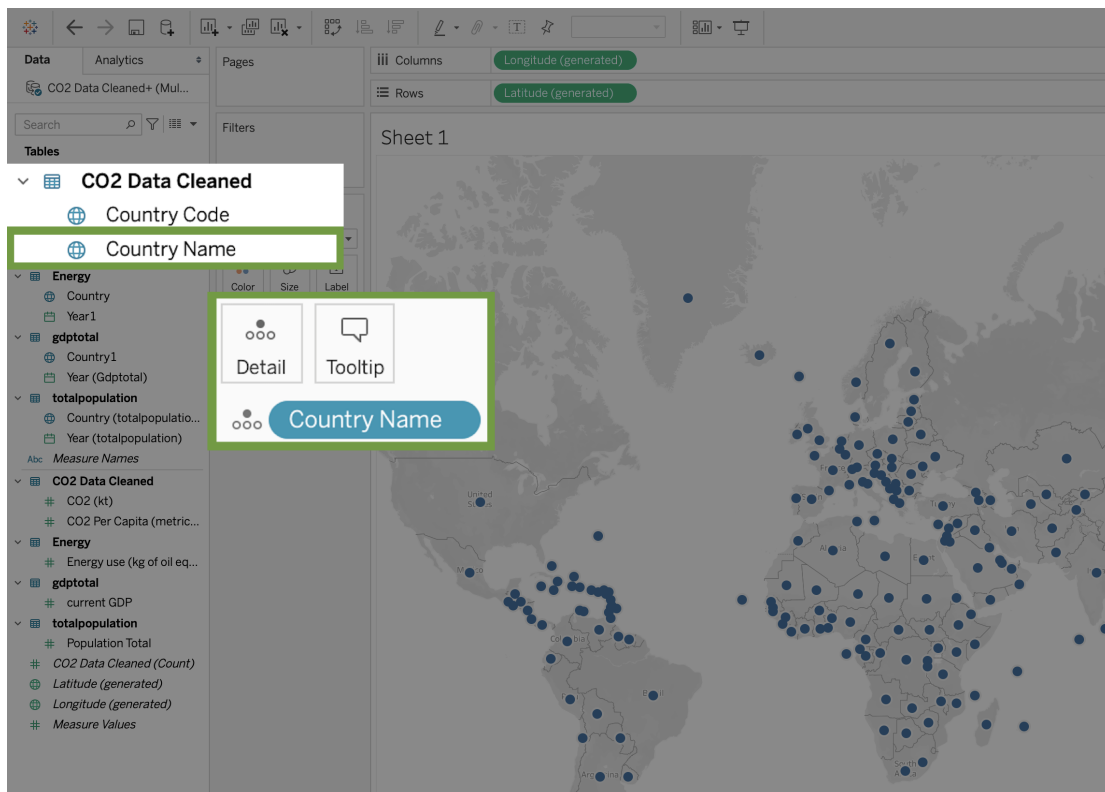 Data
Analytics
Pages
Columns
Longitude (generated)
CO2 Data Cleaned+ (Mul...
Rows
Latitude (generated)
Search
Filters
Sheet 1
Tables
CO2 Data Cleaned
Country Code
Country Name
Energy
Color
Size
Label
Country
Year1
gdptotal
Country1
Year (Gdptotal)
totalpopulation
Country (totalpopulatio...
Year (totalpopulation)
Abc Measure Names
Detail
Tooltip
Country Name
CO2 Data Cleaned
# CO2 (kt)
# CO2 Per Capita (metric...
Energy
# Energy use (kg of oil eq...
gdptotal
# current GDP
totalpopulation
# Population Total
# CO2 Data Cleaned (Count)
Latitude (generated)
Longitude (generated)
# Measure Values
United